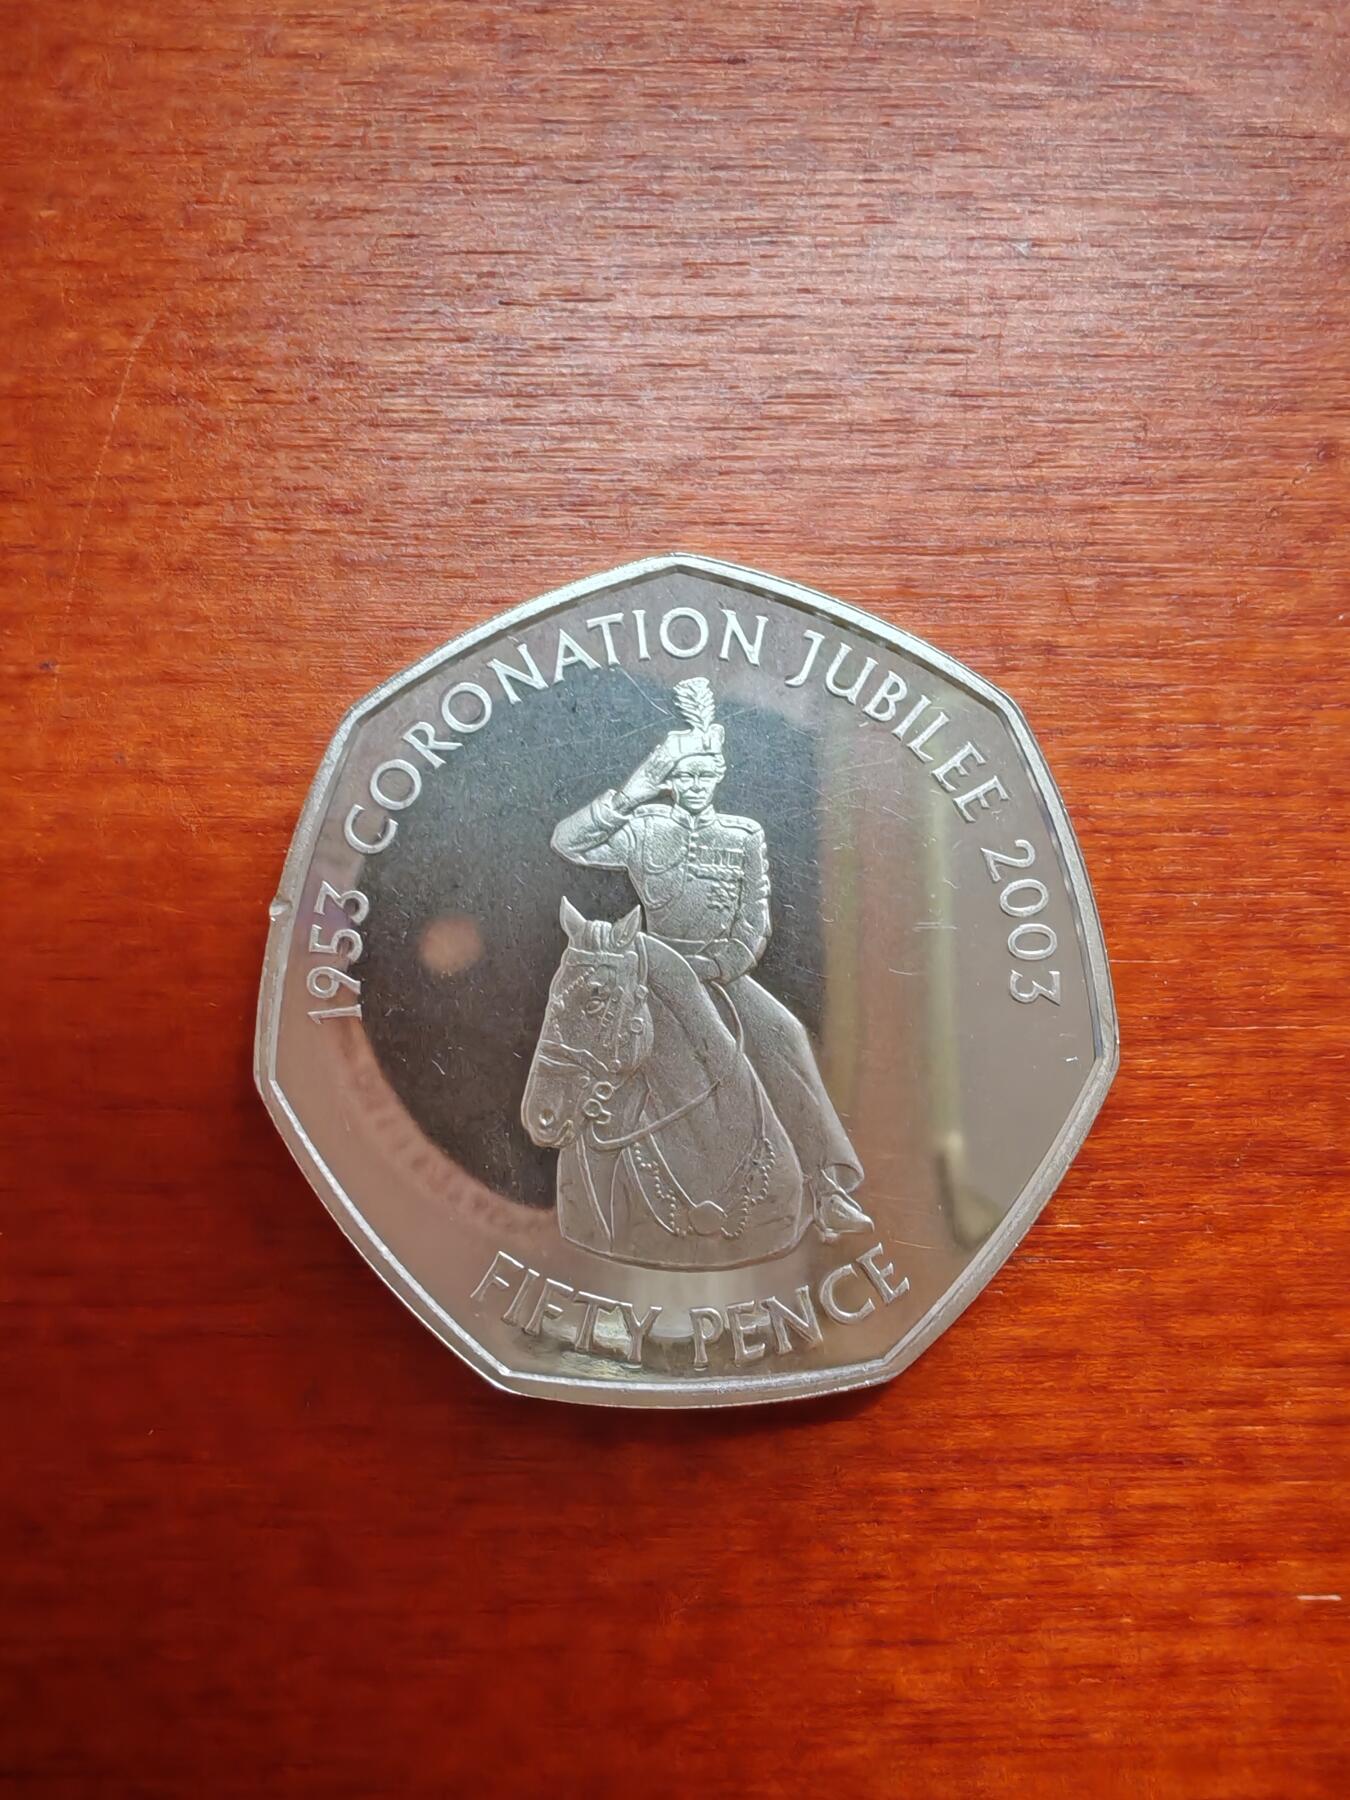 1953 CORONATION JUBILEE 2003
FIFTY PENCE